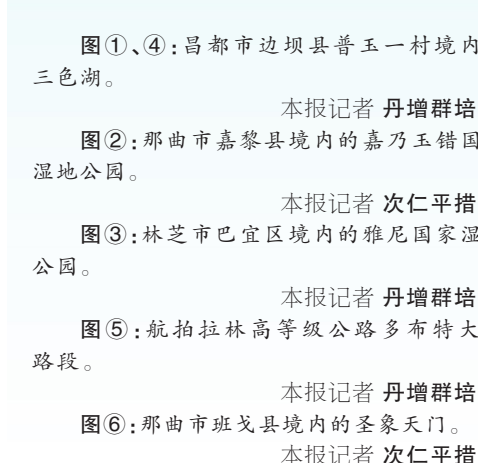 图①、④:昌都市边坝县普玉一村境内
三色湖。
本报记者 丹增群培
图②:那曲市嘉黎县境内的嘉乃玉错国
湿地公园。
本报记者 次仁平措
图③:林芝市巴宜区境内的雅尼国家湿
公园。
本报记者 丹增群培
图⑤:航拍拉林高等级公路多布特大
路段。
本报记者 丹增群培
图⑥:那曲市班戈县境内的圣象天门。
本报记者 次仁平措